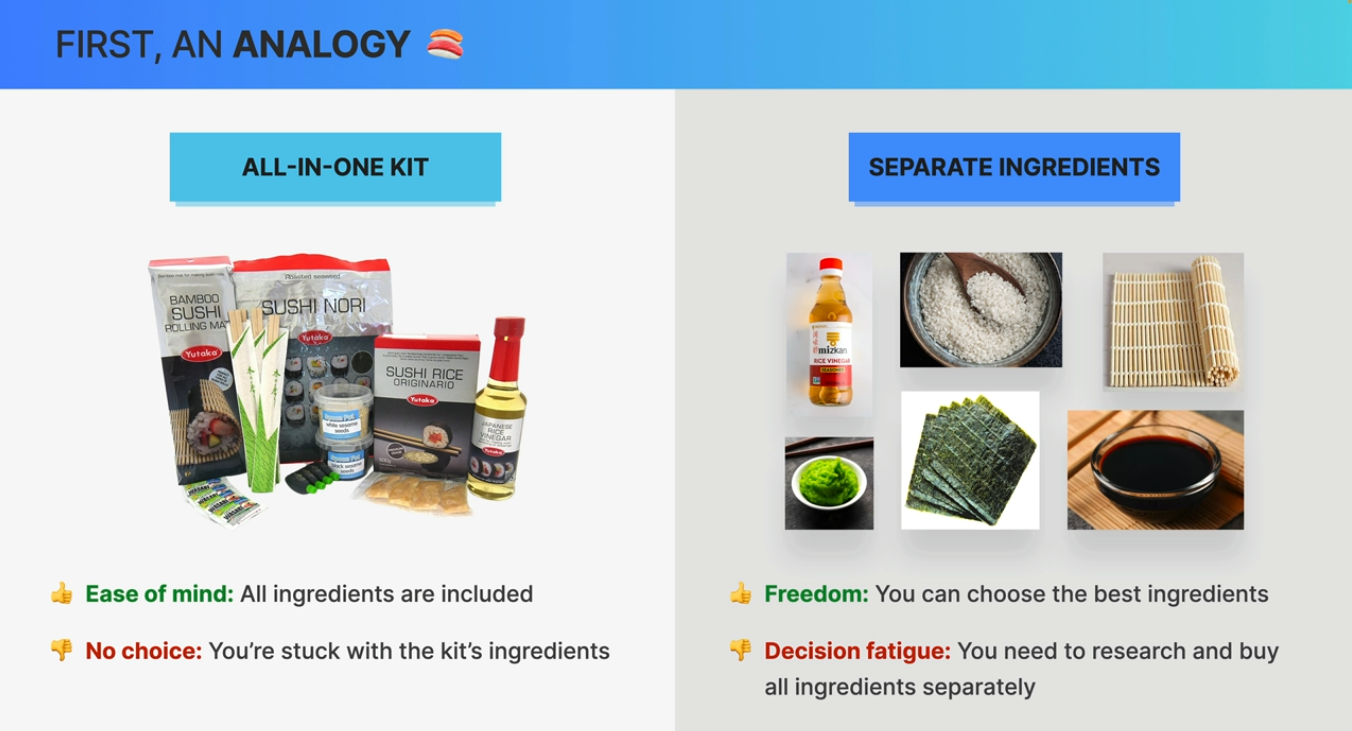 FIRST, AN ANALOGY 🍣
ALL-IN-ONE KIT
Roasted seaweed
BAMBOO
SUSHI
ROLLING MA
Yutaka
SUSHI NORI
Yutaka
SUSHI RICE
ORIGINARIO
Yutaka
white sesame
seeds
black sesame
seeds
JAPANESE
RICE
VINEGAR
Yutaka
👍 Ease of mind: All ingredients are included
👎 No choice: You’re stuck with the kit’s ingredients
SEPARATE INGREDIENTS
mizkan
RICE VINEGAR
SEASONED
👍 Freedom: You can choose the best ingredients
👎 Decision fatigue: You need to research and buy
all ingredients separately